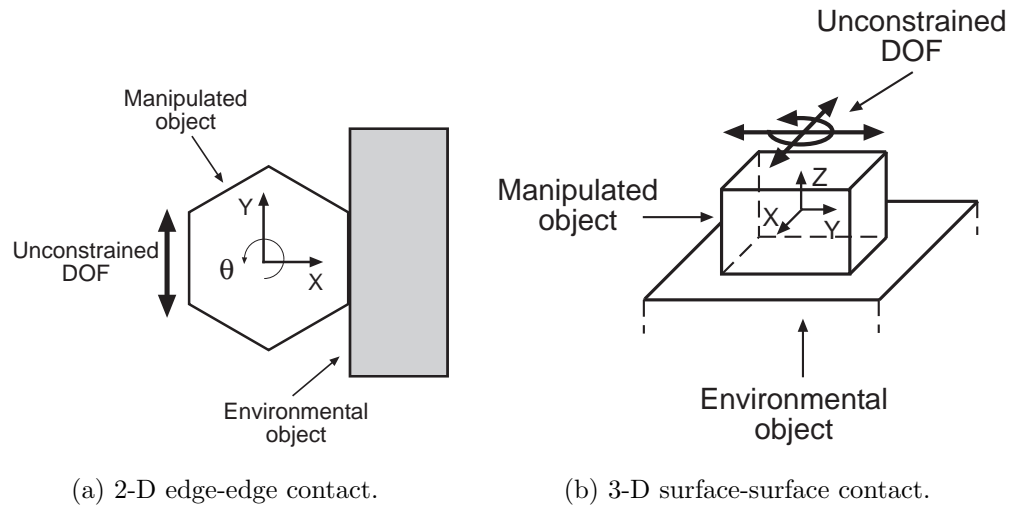 Manipulated
object
Y
X
θ
Unconstrained
DOF
Environmental
object
(a) 2-D edge-edge contact.
Unconstrained
DOF
Manipulated
object
Z
X
Y
Environmental
object
(b) 3-D surface-surface contact.